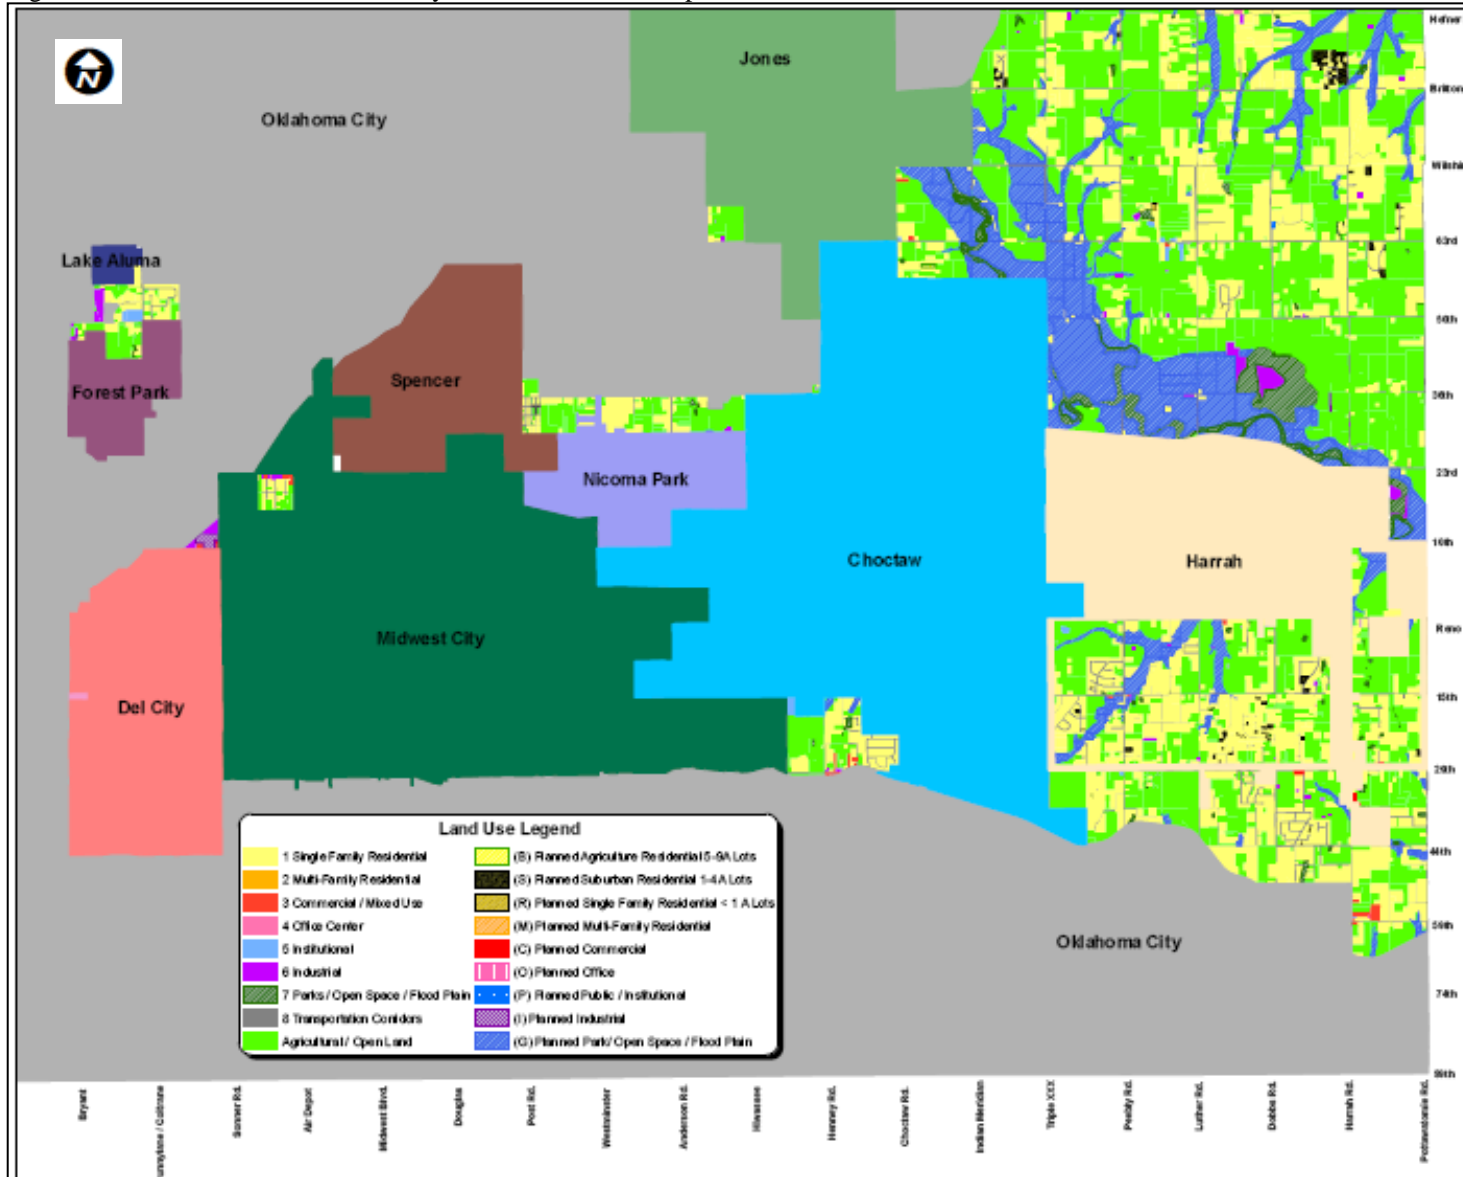 N
Jones
Oklahoma City
Lake Aluma
Forest Park
Spencer
Nicoma Park
Choctaw
Harrah
Midwest City
Del City
Oklahoma City
Hefner
Britton
63rd
50th
36th
23rd
10th
Reno
15th
29th
44th
59th
74th
89th
Land Use Legend
1 Single Family Residential
2 Multi-Family Residential
3 Commercial / Mixed Use
4 Office Center
5 Institutional
6 Industrial
7 Parks / Open Space / Flood Plain
8 Transportation Corridors
Agricultural / Open Land
(B) Planned Agriculture Residential 5-9A Lots
(S) Planned Suburban Residential 1-4 A Lots
(R) Planned Single Family Residential < 1 A Lots
(M) Planned Multi-Family Residential
(C) Planned Commercial
(O) Planned Office
(P) Planned Public / Institutional
(I) Planned Industrial
(G) Planned Park/ Open Space / Flood Plain
Bryant
unnylane / Coltrane
Sonner Rd.
Air Depot
Midwest Blvd.
Douglas
Post Rd.
Westminster
Anderson Rd.
Hiwassee
Henney Rd.
Choctaw Rd.
Indian Meridian
Triple XXX
Peebly Rd.
Luther Rd.
Dobbs Rd.
Harrah Rd.
Pottawatomie Rd.